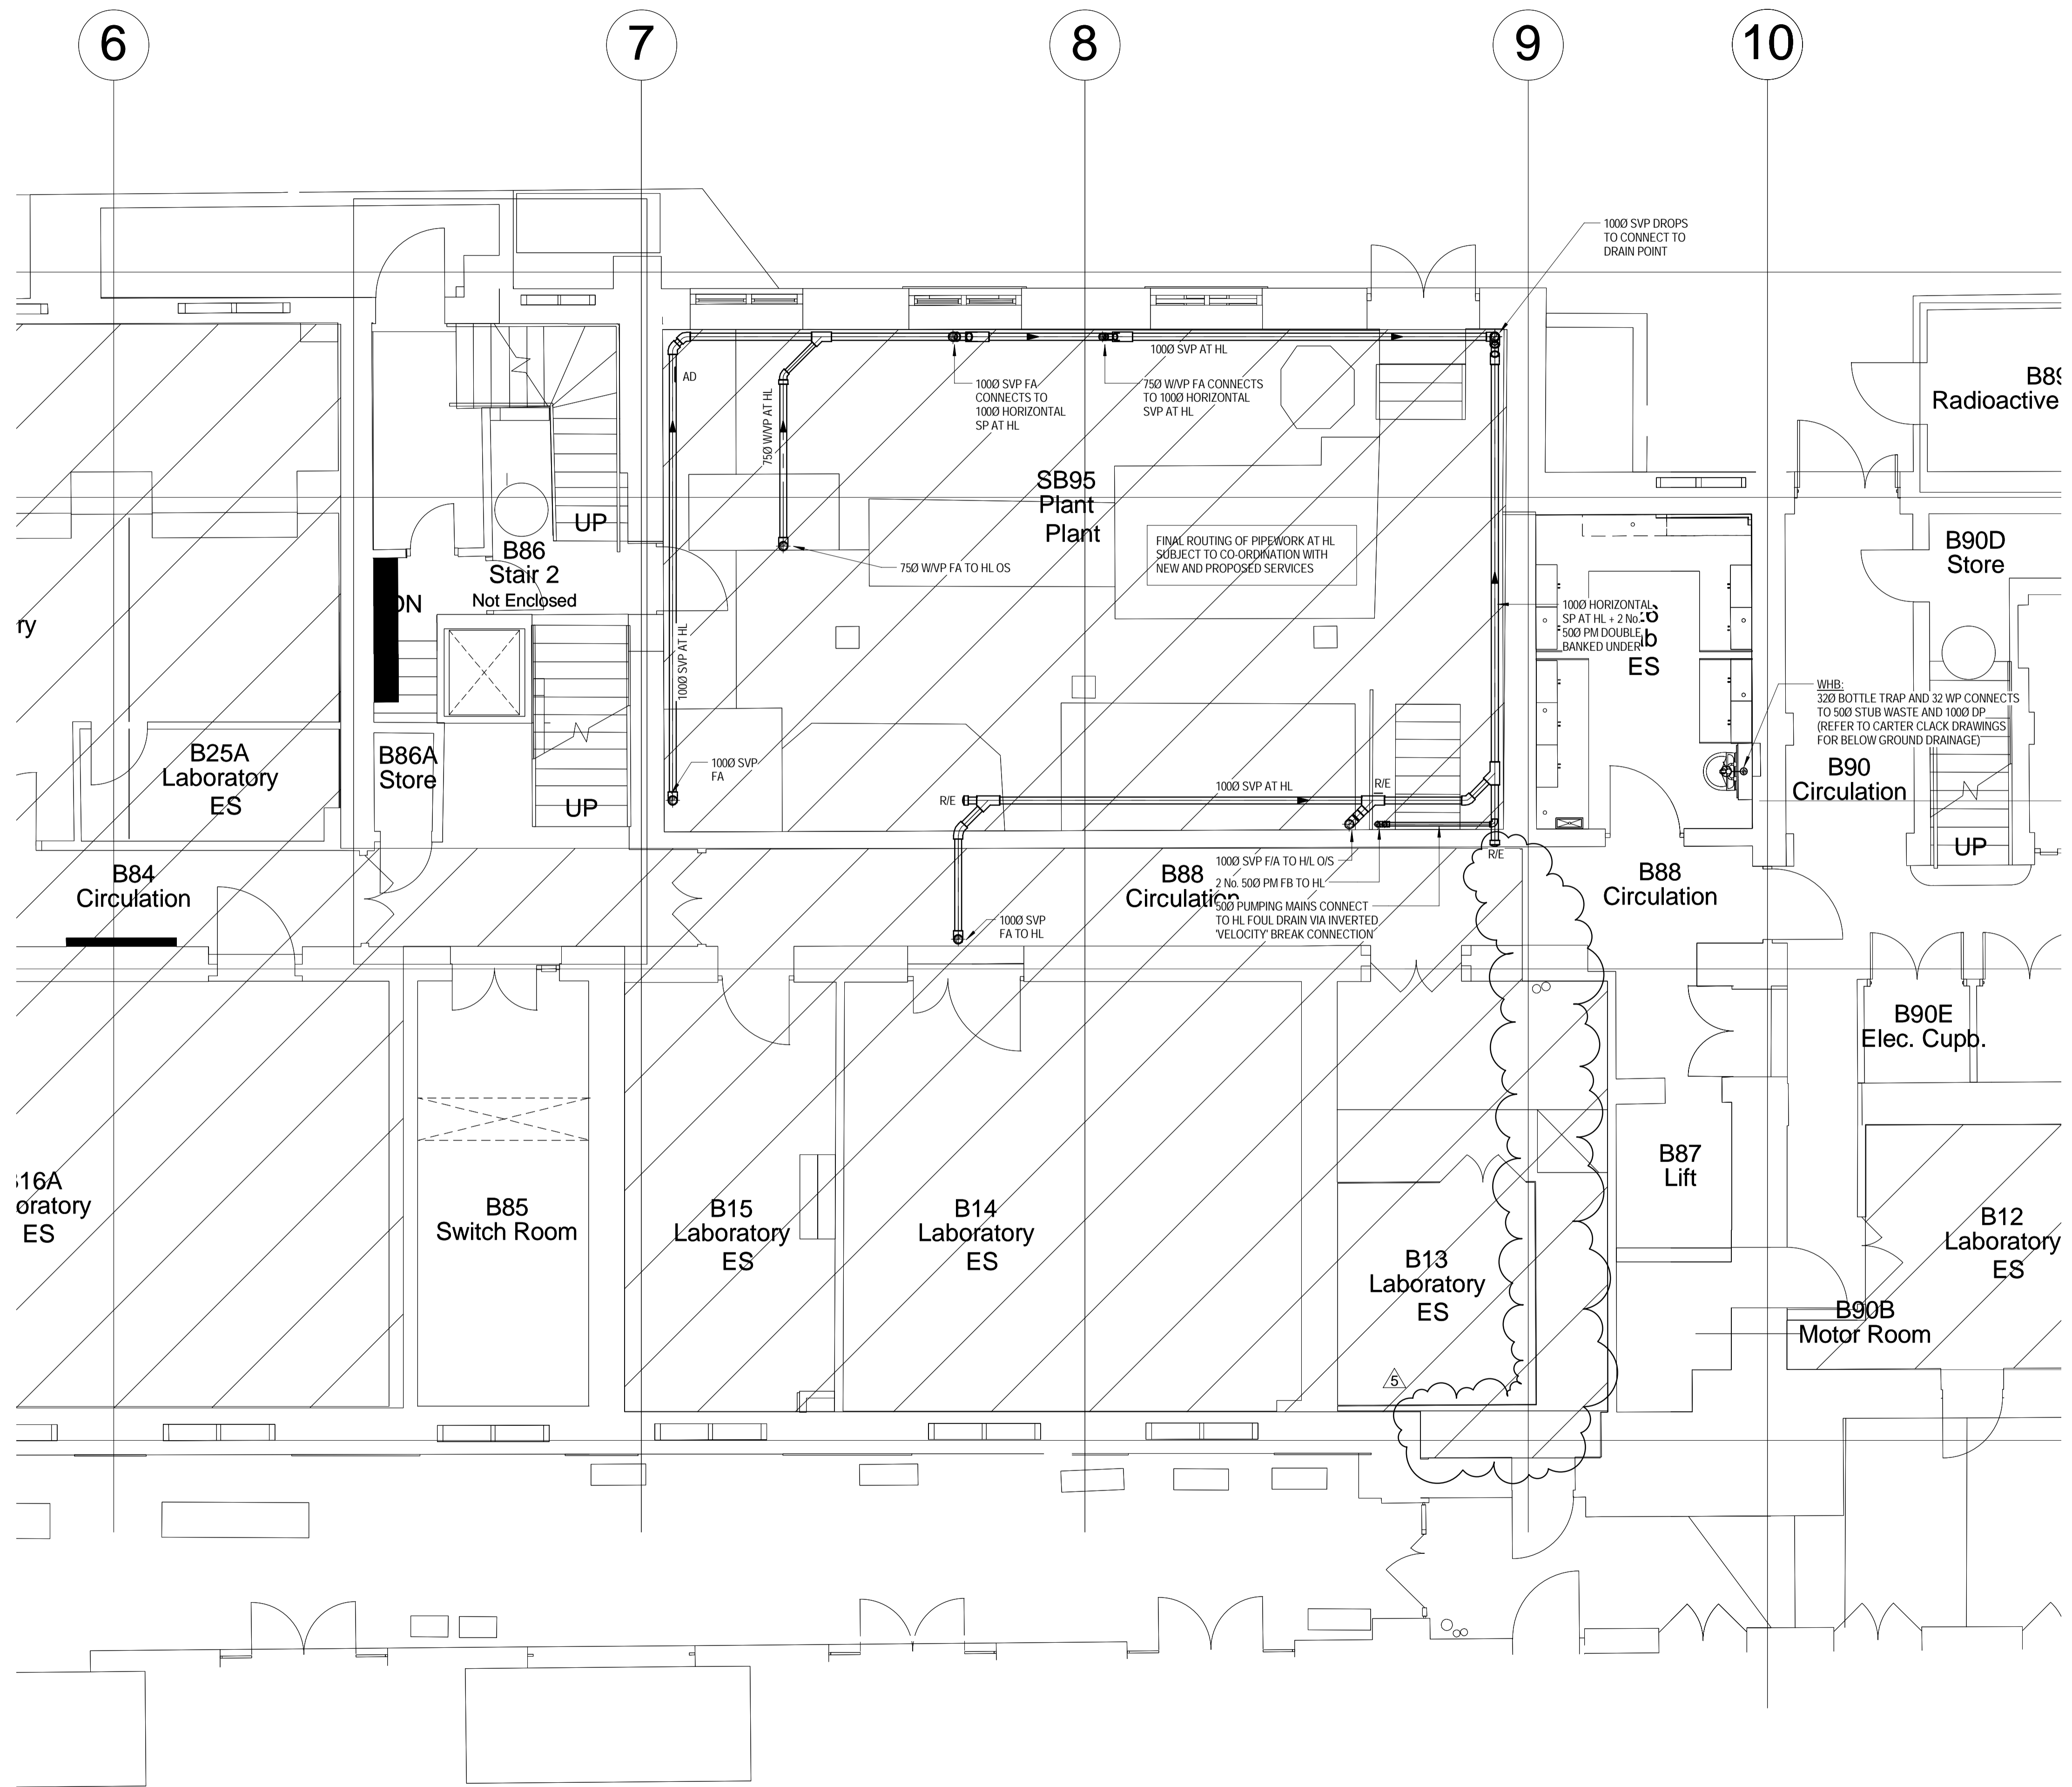 6
7
8
9
10
100Ø SVP DROPS
TO CONNECT TO
DRAIN POINT
100Ø SVP AT HL
AD
100Ø SVP FA
CONNECTS TO
100Ø HORIZONTAL
SP AT HL
75Ø W/VP FA CONNECTS
TO 100Ø HORIZONTAL
SVP AT HL
75Ø W/VP AT HL
B89
Radioactive
SB95
Plant
Plant
UP
B86
Stair 2
Not Enclosed
FINAL ROUTING OF PIPEWORK AT HL
SUBJECT TO CO-ORDINATION WITH
NEW AND PROPOSED SERVICES
75Ø W/VP FA TO HL OS
B90D
Store
DN
ry
100Ø HORIZONTAL
SP AT HL + 2 No.
50Ø PM DOUBLE
BANKED UNDER
ES
100Ø SVP AT HL
WHB:
32Ø BOTTLE TRAP AND 32 WP CONNECTS
TO 50Ø STUB WASTE AND 100Ø DP
(REFER TO CARTER CLACK DRAWINGS
FOR BELOW GROUND DRAINAGE)
B25A
Laboratory
ES
B86A
Store
UP
100Ø SVP
FA
R/E
100Ø SVP AT HL
R/E
B90
Circulation
UP
R/E
B84
Circulation
B88
Circulation
100Ø SVP F/A TO H/L O/S
2 No. 50Ø PM FB TO HL
50Ø PUMPING MAINS CONNECT
TO HL FOUL DRAIN VIA INVERTED
'VELOCITY' BREAK CONNECTION
B88
Circulation
100Ø SVP
FA TO HL
B90E
Elec. Cupb.
16A
oratory
ES
B85
Switch Room
B15
Laboratory
ES
B14
Laboratory
ES
B13
Laboratory
ES
B87
Lift
B12
Laboratory
ES
B90B
Motor Room
5